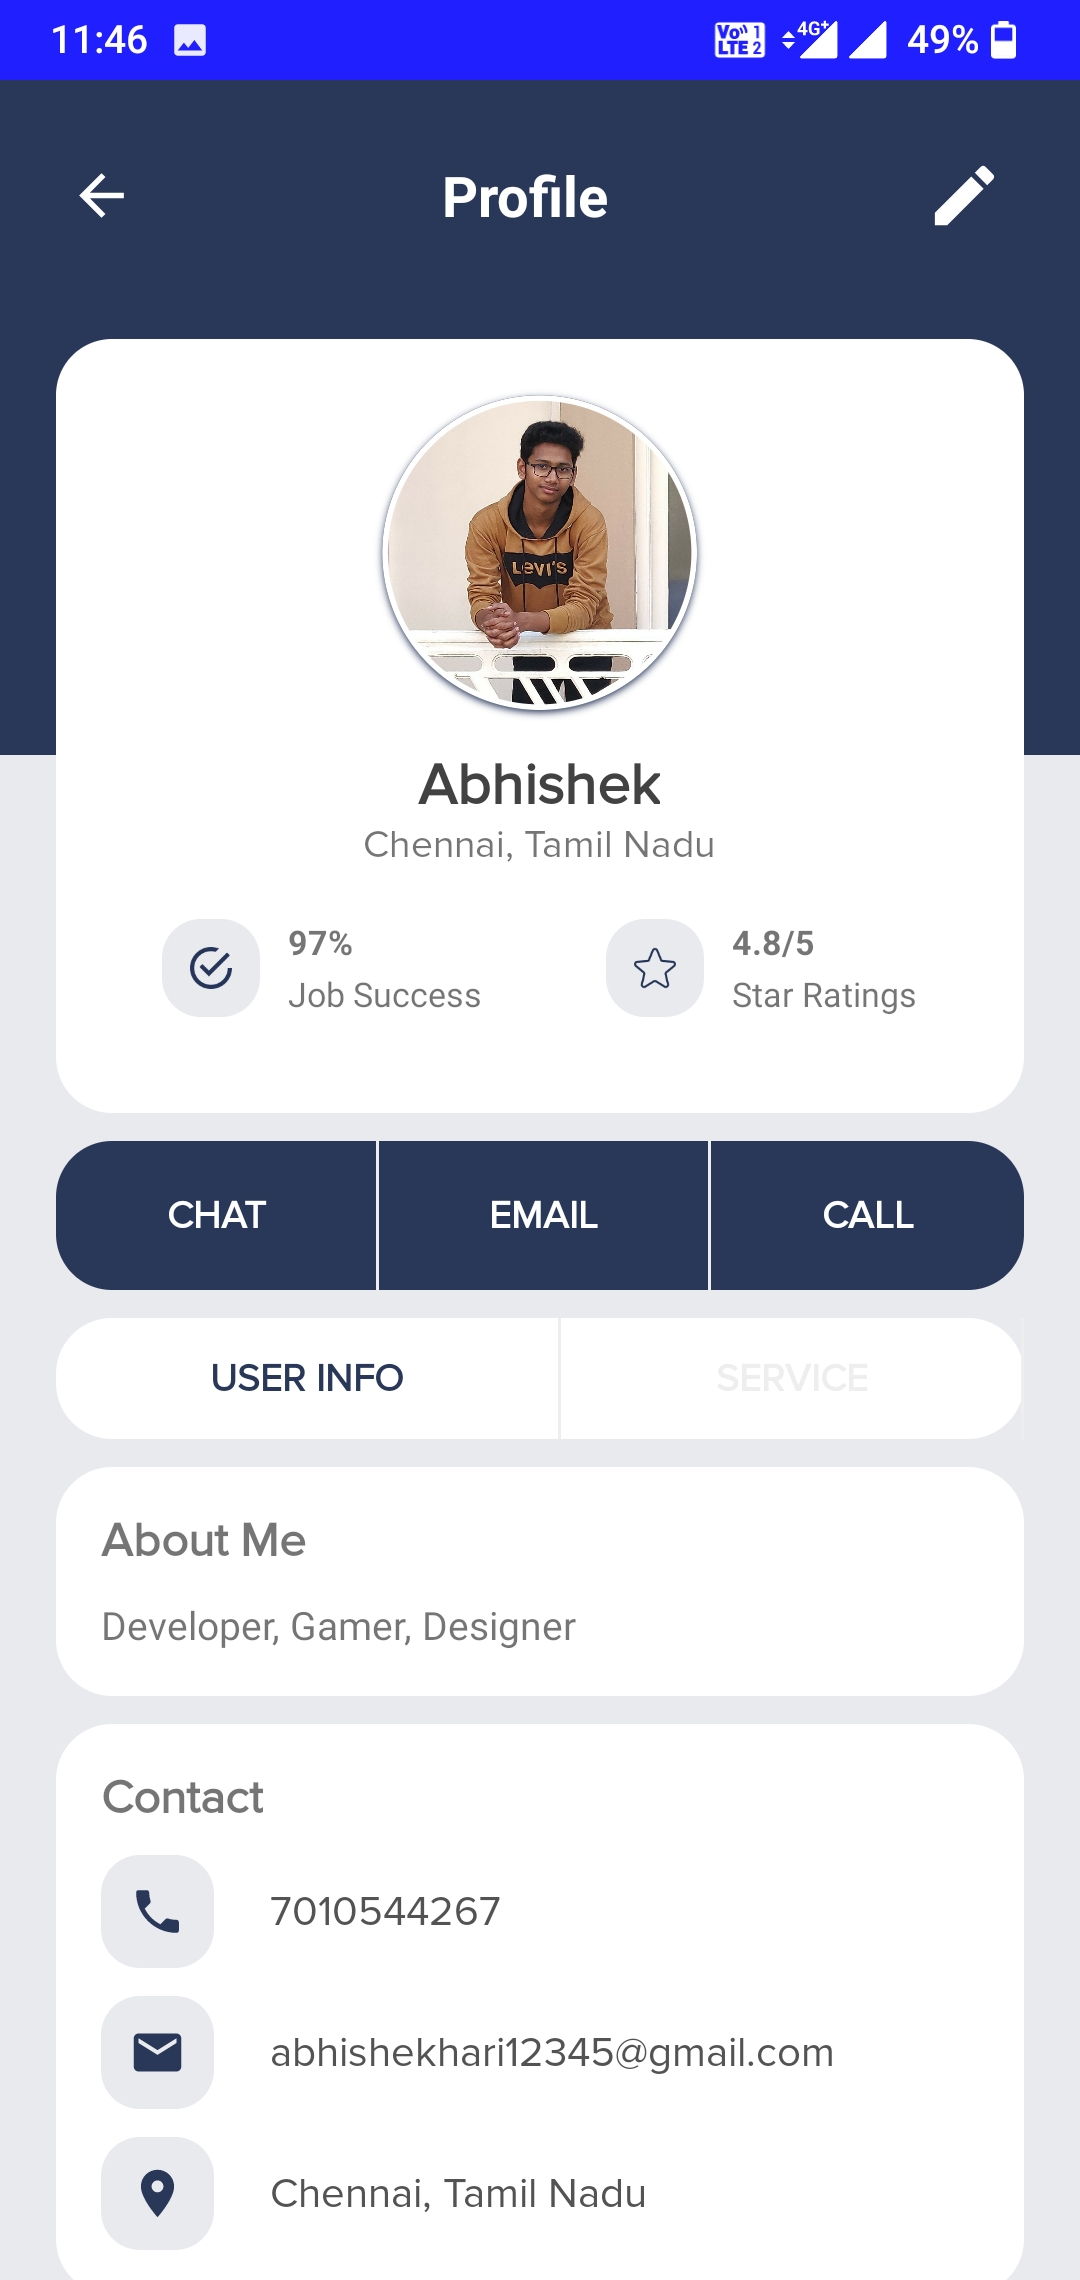 11:46
Vo)) 1
LTE 2
4G+
49%
Profile
Levi's
Abhishek
Chennai, Tamil Nadu
97%
Job Success
4.8/5
Star Ratings
CHAT
EMAIL
CALL
USER INFO
SERVICE
About Me
Developer, Gamer, Designer
Contact
7010544267
abhishekhari12345@gmail.com
Chennai, Tamil Nadu